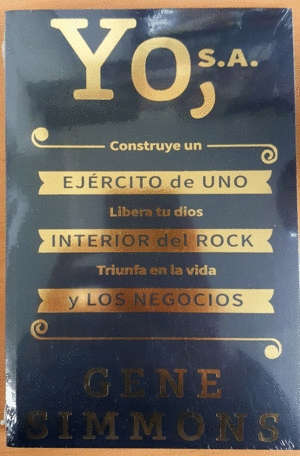 YO,
S.A.
Construye un
EJÉRCITO de UNO
Libera tu dios
INTERIOR del ROCK
Triunfa en la vida
y LOS NEGOCIOS
GENE
SIMMONS